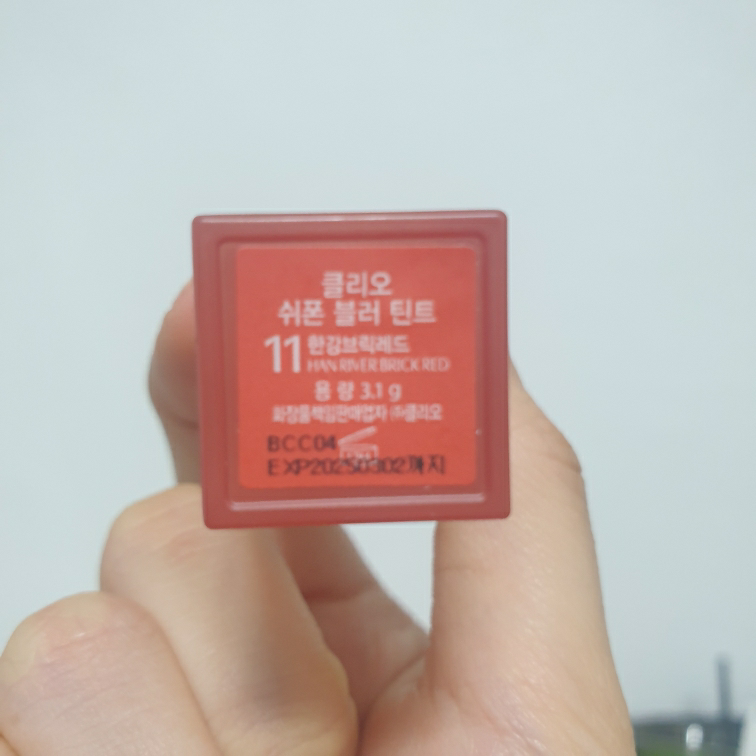 클리오
쉬폰 블러 틴트
11 한강브릭레드
HAN RIVER BRICK RED
용 량 3.1 g
화장품책임판매업자 ㈜클리오
BCC04
EXP20250302까지